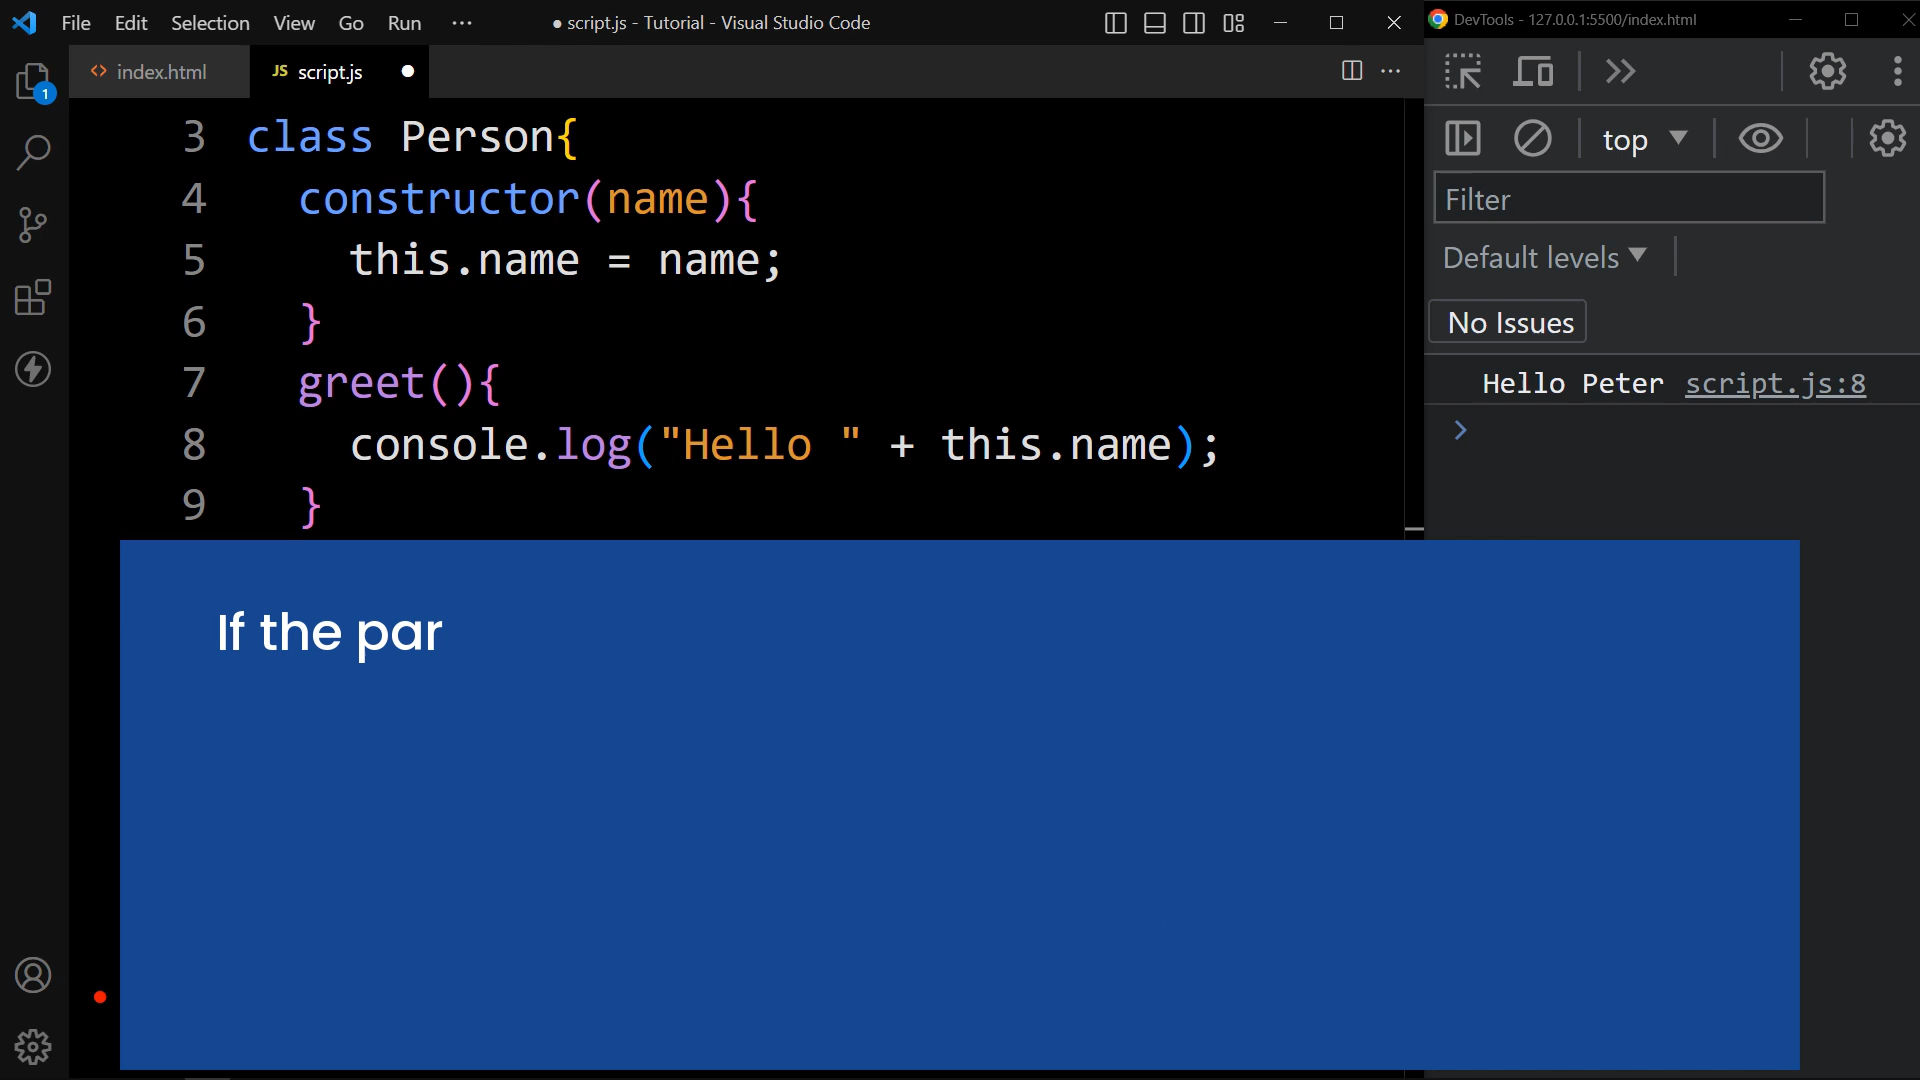 File Edit Selection View Go Run ···
● script.js - Tutorial - Visual Studio Code
DevTools - 127.0.0.1:5500/index.html
<> index.html
JS script.js ●
1
3 class Person{
4 constructor(name){
5 this.name = name;
6 }
7 greet(){
8 console.log("Hello " + this.name);
9 }
top
Filter
Default levels
No Issues
Hello Peter script.js:8
If the par